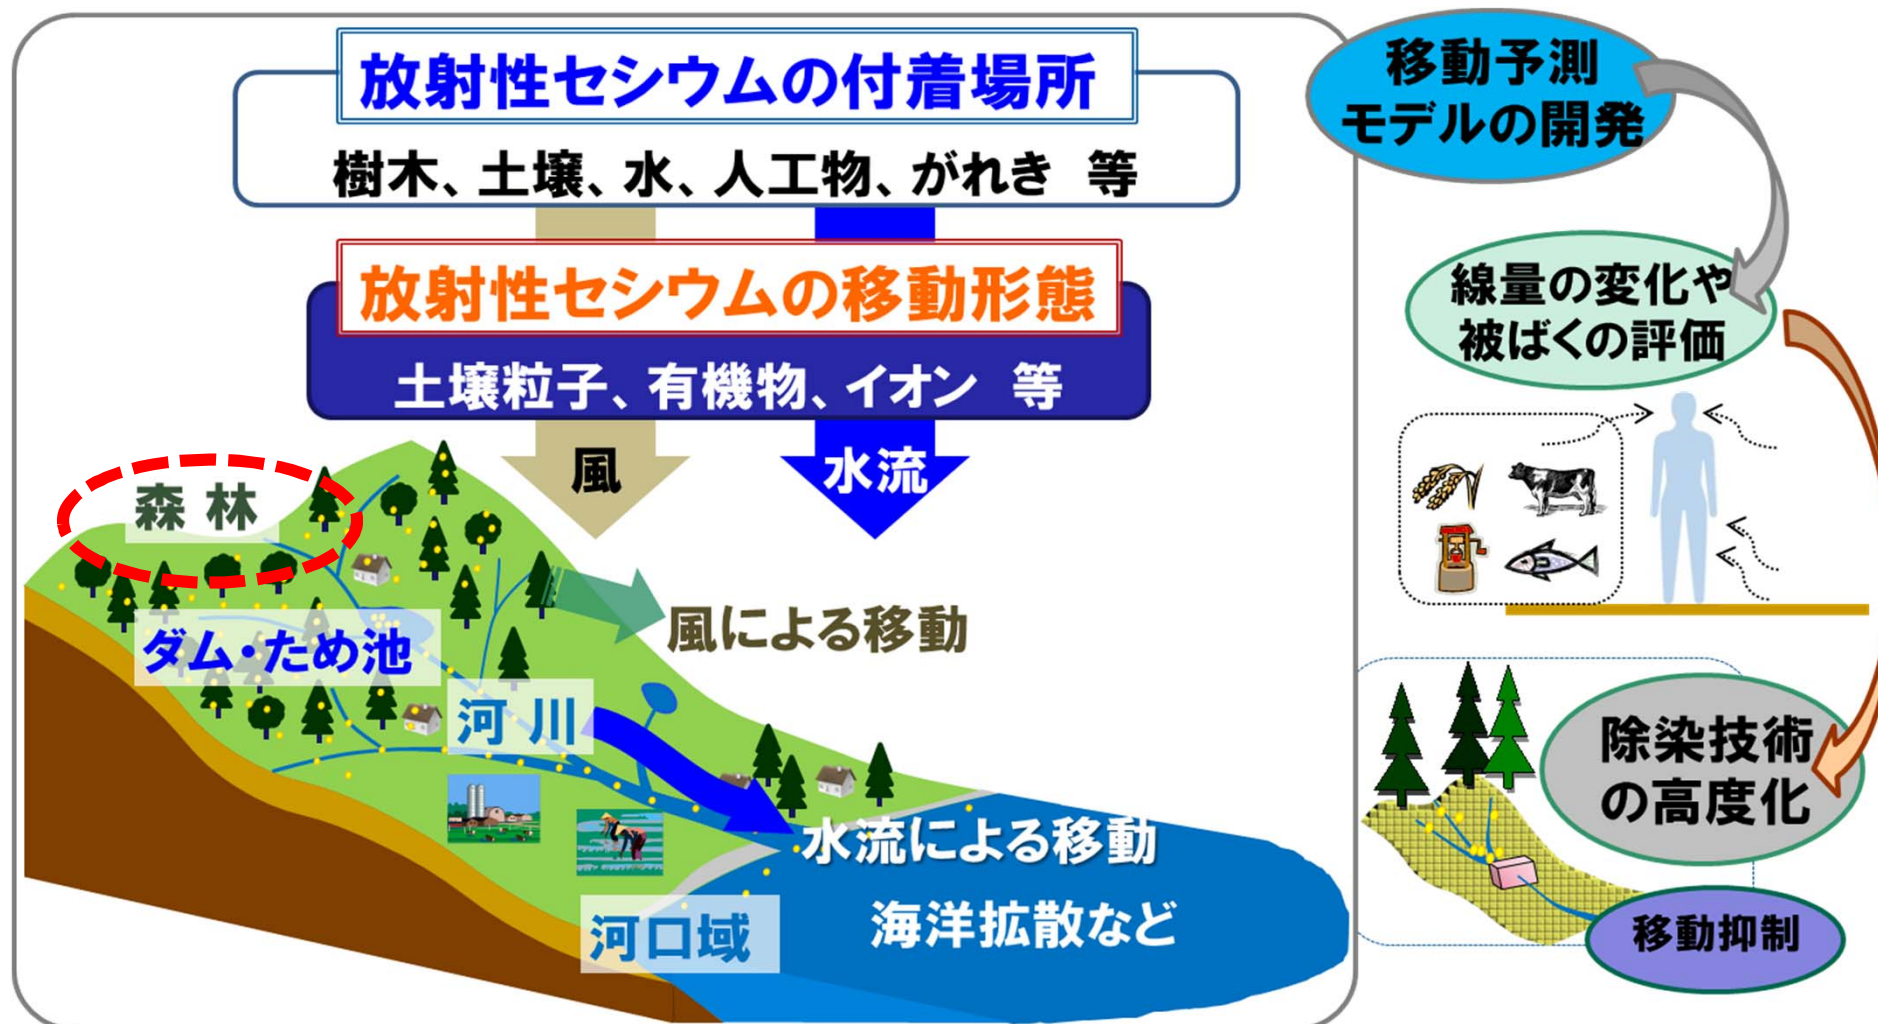 放射性セシウムの付着場所
樹木、土壌、水、人工物、がれき　等
放射性セシウムの移動形態
土壌粒子、有機物、イオン　等
風
水流
森 林
風による移動
ダム・ため池
河 川
水流による移動
海洋拡散など
河口域
移動予測
モデルの開発
線量の変化や
被ばくの評価
除染技術
の高度化
移動抑制